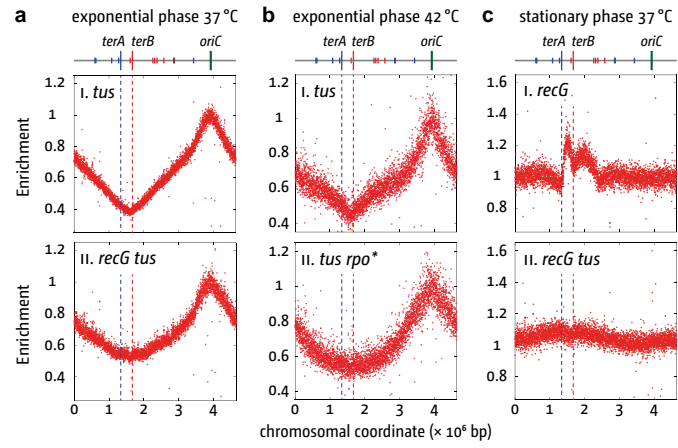 a exponential phase 37 °C
terA terB oriC
I. tus
1.2
1
0.8
0.6
0.4
Enrichment
II. recG tus
1.2
1
0.8
0.6
0.4
Enrichment
0 1 2 3 4
b exponential phase 42 °C
terA terB oriC
I. tus
1.2
1
0.8
0.6
0.4
II. tus rpo*
1.2
1
0.8
0.6
0.4
0 1 2 3 4
c stationary phase 37 °C
terA terB oriC
I. recG
1.6
1.4
1.2
1
0.8
II. recG tus
1.6
1.4
1.2
1
0.8
0 1 2 3 4
chromosomal coordinate (× 10⁶ bp)